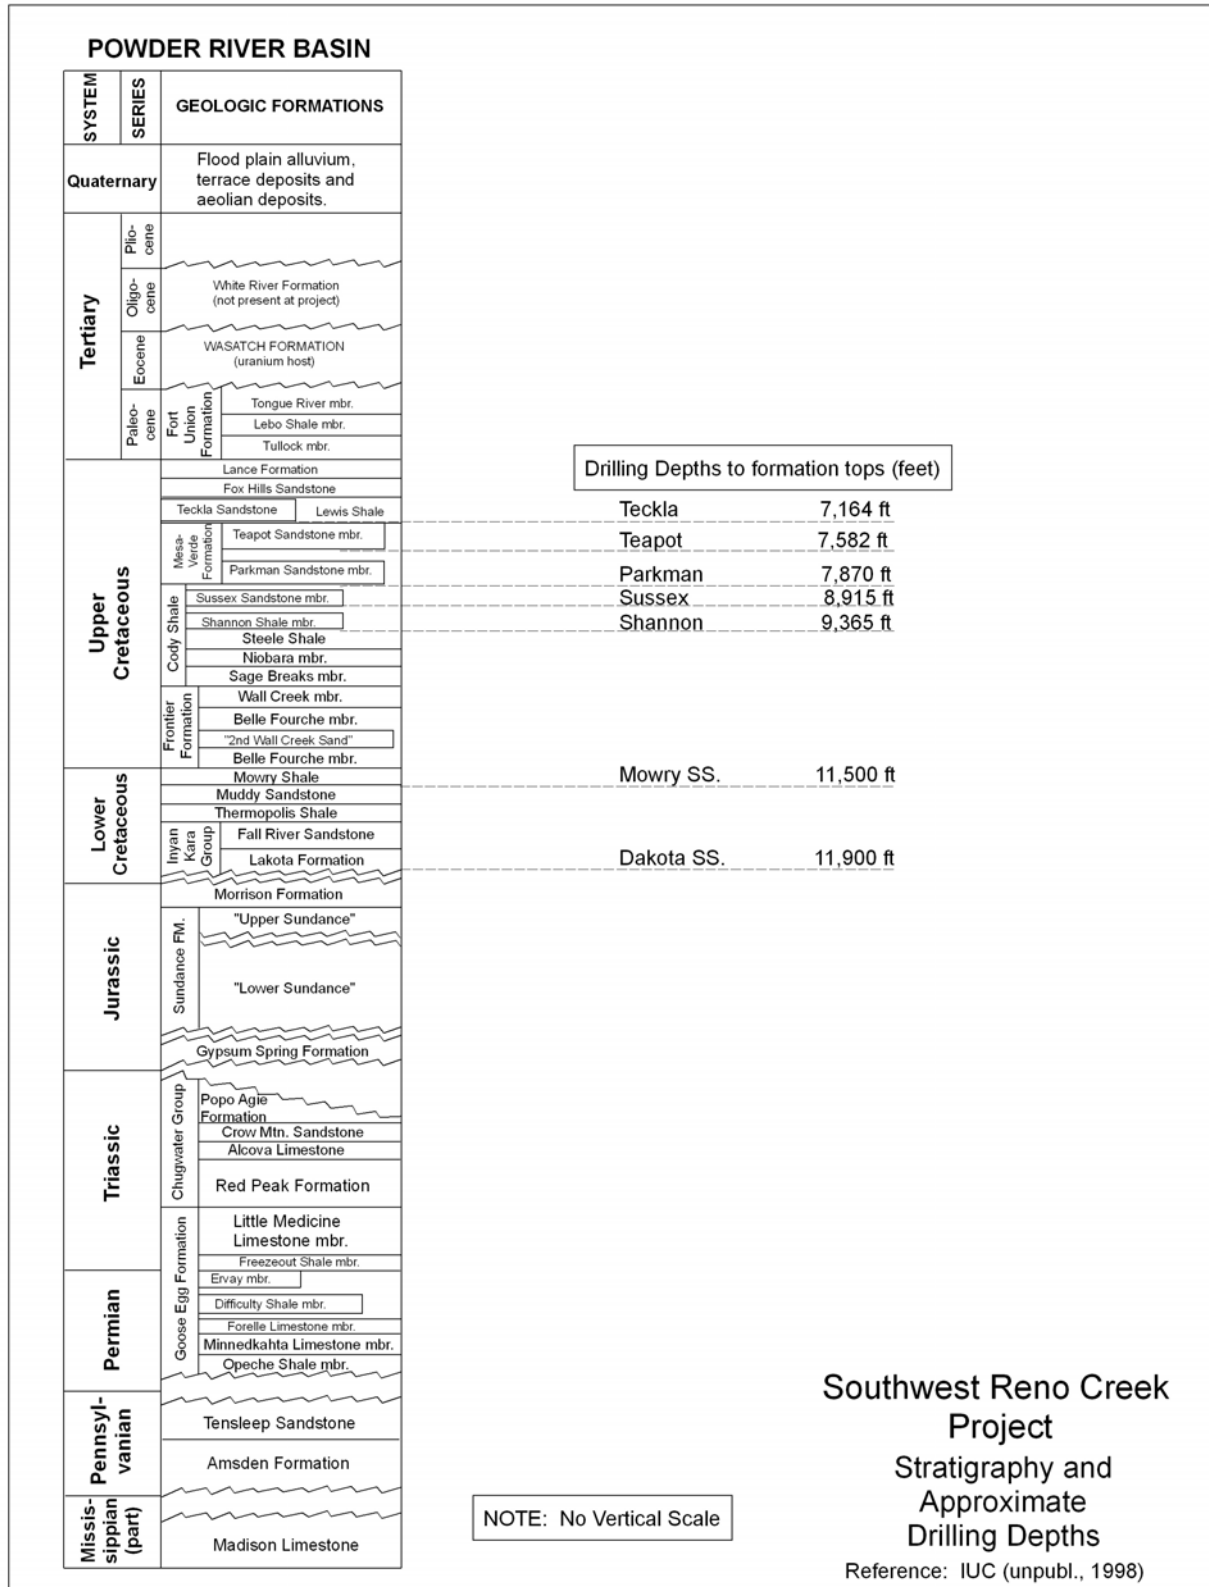 POWDER RIVER BASIN
SYSTEM
SERIES
GEOLOGIC FORMATIONS
Quaternary
Flood plain alluvium,
terrace deposits and
aeolian deposits.
Tertiary
Plio-
cene
Oligo-
cene
White River Formation
(not present at project)
Eocene
WASATCH FORMATION
(uranium host)
Paleo-
cene
Fort
Union
Formation
Tongue River mbr.
Lebo Shale mbr.
Tullock mbr.
Upper
Cretaceous
Lance Formation
Fox Hills Sandstone
Teckla Sandstone
Lewis Shale
Mesa-
Verde
Formation
Teapot Sandstone mbr.
Parkman Sandstone mbr.
Cody Shale
Sussex Sandstone mbr.
Shannon Shale mbr.
Steele Shale
Niobara mbr.
Sage Breaks mbr.
Frontier
Formation
Wall Creek mbr.
Belle Fourche mbr.
"2nd Wall Creek Sand"
Belle Fourche mbr.
Lower
Cretaceous
Mowry Shale
Muddy Sandstone
Thermopolis Shale
Inyan
Kara
Group
Fall River Sandstone
Lakota Formation
Jurassic
Morrison Formation
Sundance FM.
"Upper Sundance"
"Lower Sundance"
Gypsum Spring Formation
Triassic
Chugwater Group
Popo Agie
Formation
Crow Mtn. Sandstone
Alcova Limestone
Red Peak Formation
Goose Egg Formation
Little Medicine
Limestone mbr.
Freezeout Shale mbr.
Permian
Ervay mbr.
Difficulty Shale mbr.
Forelle Limestone mbr.
Minnedkahta Limestone mbr.
Opeche Shale mbr.
Pennsyl-
vanian
Tensleep Sandstone
Amsden Formation
Missis-
sippian
(part)
Madison Limestone
Drilling Depths to formation tops (feet)
Teckla 7,164 ft
Teapot 7,582 ft
Parkman 7,870 ft
Sussex 8,915 ft
Shannon 9,365 ft
Mowry SS. 11,500 ft
Dakota SS. 11,900 ft
NOTE: No Vertical Scale
Southwest Reno Creek
Project
Stratigraphy and
Approximate
Drilling Depths
Reference: IUC (unpubl., 1998)